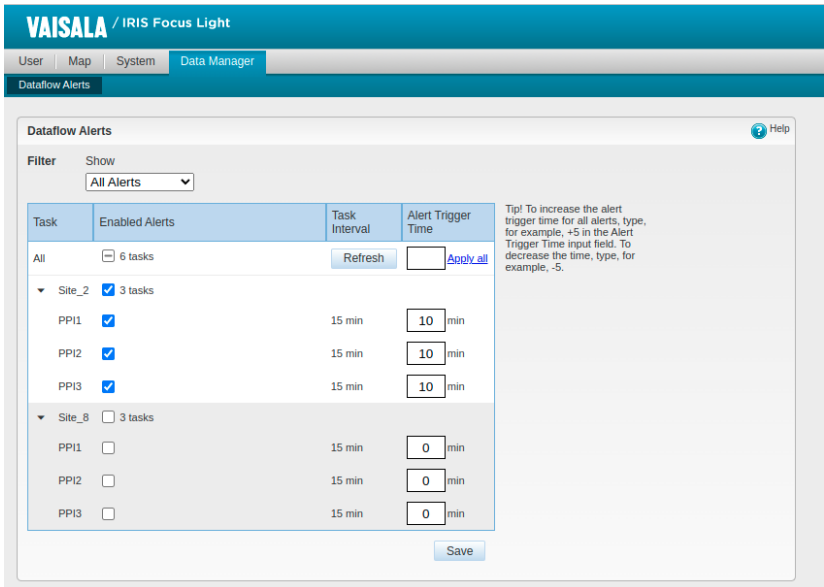 VAISALA / IRIS Focus Light
User Map System Data Manager
Dataflow Alerts
Dataflow Alerts
? Help
Filter Show
All Alerts
Task Enabled Alerts Task Interval Alert Trigger Time
All 6 tasks Refresh Apply all
Site_2 3 tasks
PPI1 15 min 10 min
PPI2 15 min 10 min
PPI3 15 min 10 min
Site_8 3 tasks
PPI1 15 min 0 min
PPI2 15 min 0 min
PPI3 15 min 0 min
Save
Tip! To increase the alert
trigger time for all alerts, type,
for example, +5 in the Alert
Trigger Time input field. To
decrease the time, type, for
example, -5.